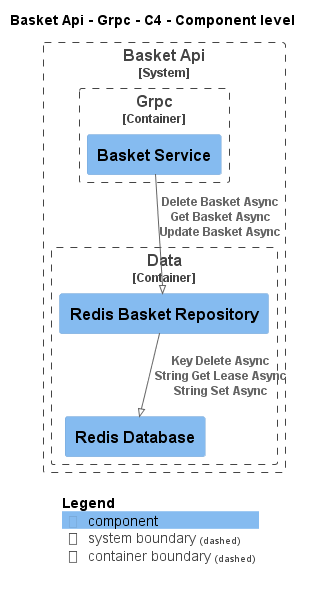 Basket Api - Grpc - C4 - Component level
Basket Api
[System]
Grpc
[Container]
Basket Service
Delete Basket Async
Get Basket Async
Update Basket Async
Data
[Container]
Redis Basket Repository
Key Delete Async
String Get Lease Async
String Set Async
Redis Database
Legend
component
system boundary (dashed)
container boundary (dashed)